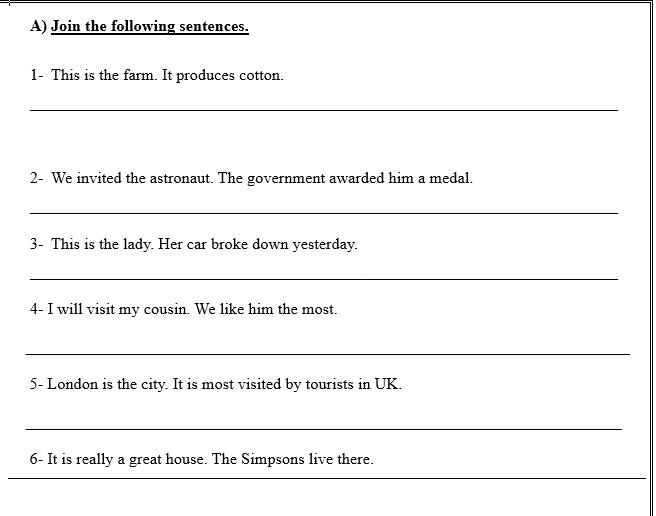 A) Join the following sentences.
1- This is the farm. It produces cotton.
2- We invited the astronaut. The government awarded him a medal.
3- This is the lady. Her car broke down yesterday.
4- I will visit my cousin. We like him the most.
5- London is the city. It is most visited by tourists in UK.
6- It is really a great house. The Simpsons live there.